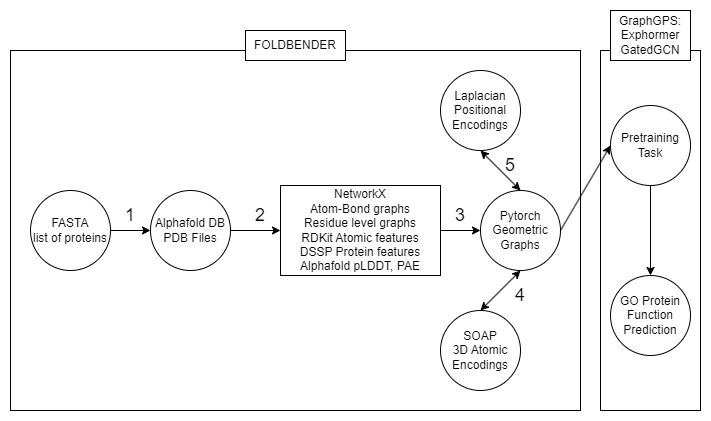 FOLDBENDER
GraphGPS:
Exphormer
GatedGCN
FASTA
list of proteins
1
Alphafold DB
PDB Files
2
NetworkX
Atom-Bond graphs
Residue level graphs
RDKit Atomic features
DSSP Protein features
Alphafold pLDDT, PAE
3
Pytorch
Geometric
Graphs
4
SOAP
3D Atomic
Encodings
5
Laplacian
Positional
Encodings
Pretraining
Task
GO Protein
Function
Prediction